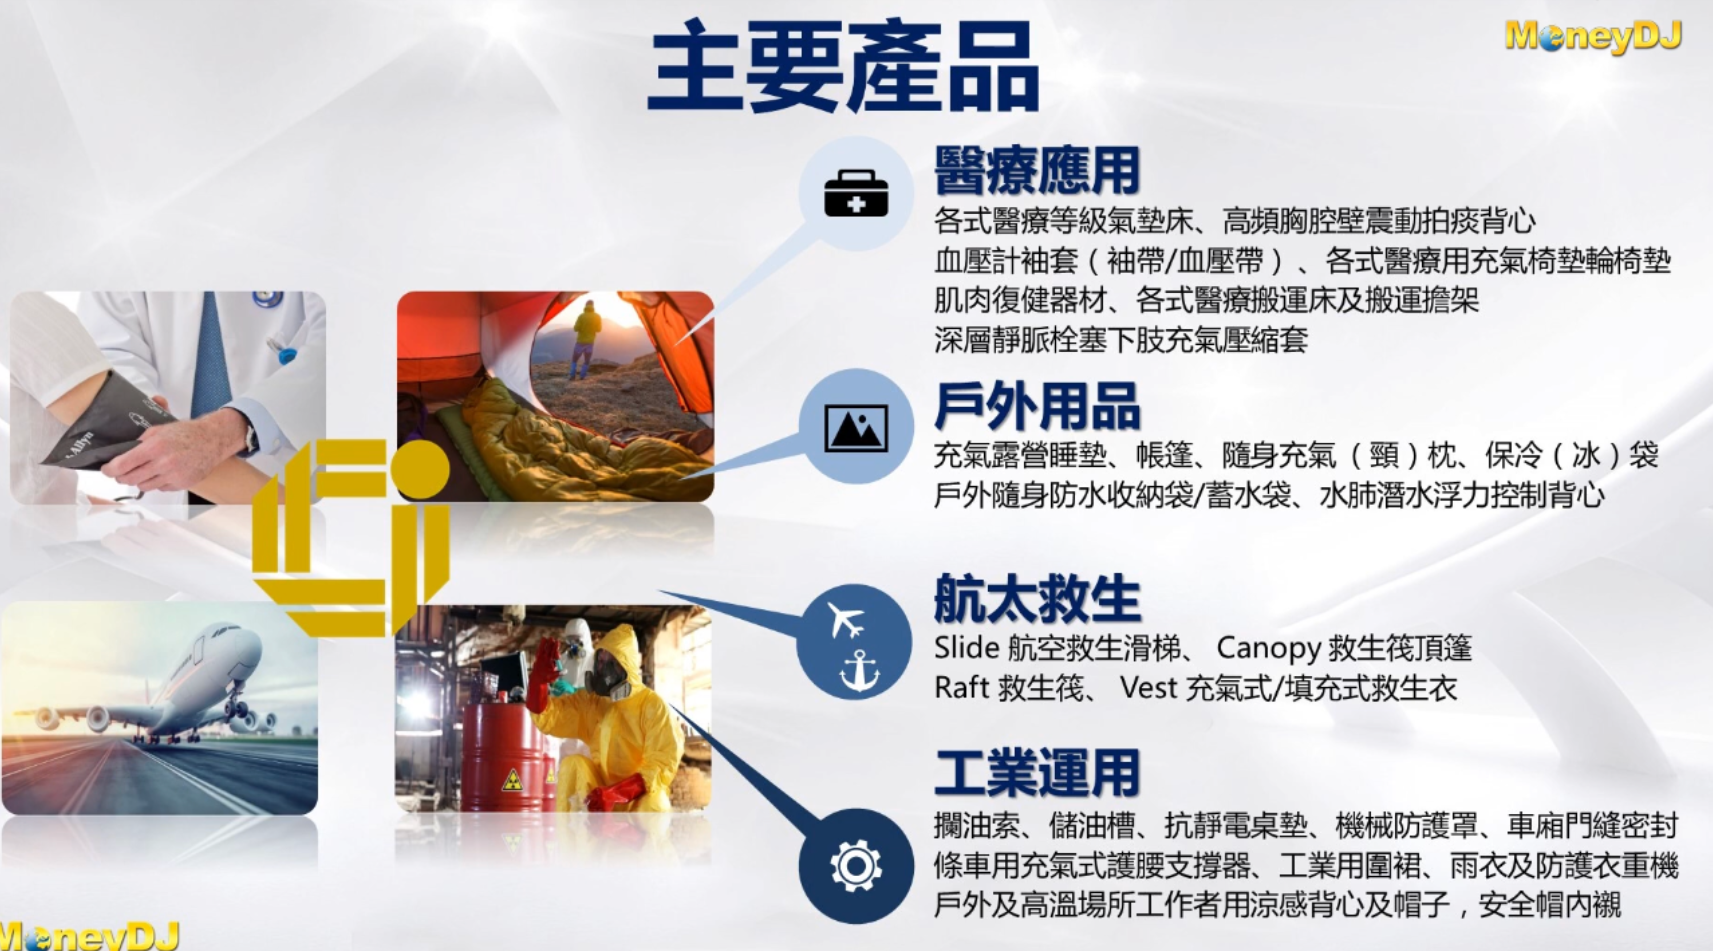 主要產品
MoneyDJ
醫療應用
各式醫療等級氣墊床、高頻胸腔壁震動拍痰背心
血壓計袖套（袖帶/血壓帶）、各式醫療用充氣椅墊輪椅墊
肌肉復健器材、各式醫療搬運床及搬運擔架
深層靜脈栓塞下肢充氣壓縮套
戶外用品
充氣露營睡墊、帳篷、隨身充氣（頸）枕、保冷（冰）袋
戶外隨身防水收納袋/蓄水袋、水肺潛水浮力控制背心
航太救生
Slide 航空救生滑梯、 Canopy 救生筏頂篷
Raft 救生筏、 Vest 充氣式/填充式救生衣
工業運用
攔油索、儲油槽、抗靜電桌墊、機械防護罩、車廂門縫密封
條車用充氣式護腰支撐器、工業用圍裙、雨衣及防護衣重機
戶外及高溫場所工作者用涼感背心及帽子，安全帽內襯
Allyn
MoneyDJ